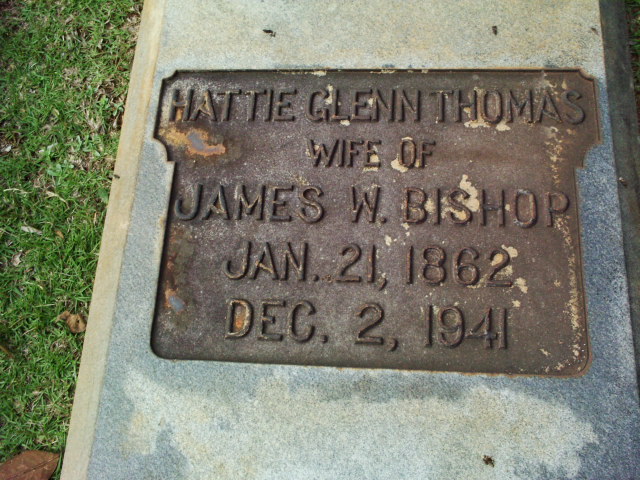 HATTIE GLENN THOMAS
WIFE OF
JAMES W. BISHOP
JAN. 21, 1862
DEC. 2, 1941